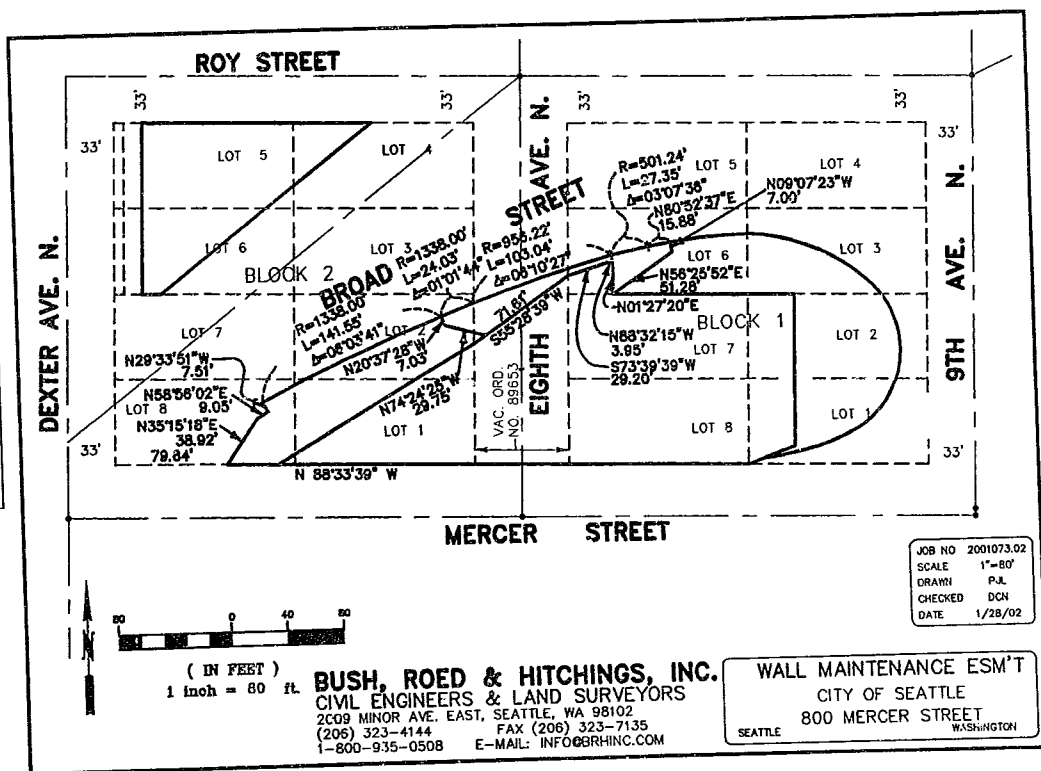 ROY STREET
33'
33'
33'
33'
33'
33'
LOT 5
LOT 4
EIGHTH AVE. N.
R=501.24'
L=27.35'
Δ=03°07'38"
LOT 5
LOT 4
N80°52'37"E
15.88'
N09°07'23"W
7.00'
DEXTER AVE. N.
9TH AVE. N.
LOT 6
BLOCK 2
LOT 3
BROAD STREET
R=1338.00'
L=24.03'
Δ=01°01'44"
R=956.22'
L=103.04'
Δ=06°10'27"
LOT 6
LOT 3
N56°25'52"E
51.28'
N01°27'20"E
R=1338.00'
L=141.55'
Δ=06°03'41"
LOT 7
LOT 2
71.61'
S55°28'39"W
BLOCK 1
LOT 7
LOT 2
N88°32'15"W
3.95'
S73°39'39"W
29.20'
N20°37'28"W
7.03'
N29°33'51"W
7.51'
N58°56'02"E
9.05'
N74°24'25"W
29.75'
LOT 8
N35°15'18"E
38.92'
79.84'
LOT 1
VAC. ORD.
NO. 89653
LOT 8
LOT 1
33'
33'
N 88°33'39" W
MERCER STREET
JOB NO 2001073.02
SCALE 1"=80'
DRAWN PJL
CHECKED DCN
DATE 1/28/02
N
80 0 40 80
( IN FEET )
1 inch = 80 ft.
BUSH, ROED & HITCHINGS, INC.
CIVIL ENGINEERS & LAND SURVEYORS
2009 MINOR AVE. EAST, SEATTLE, WA 98102
(206) 323-4144 FAX (206) 323-7135
1-800-935-0508 E-MAIL: INFO@BRHINC.COM
WALL MAINTENANCE ESM'T
CITY OF SEATTLE
800 MERCER STREET
SEATTLE WASHINGTON